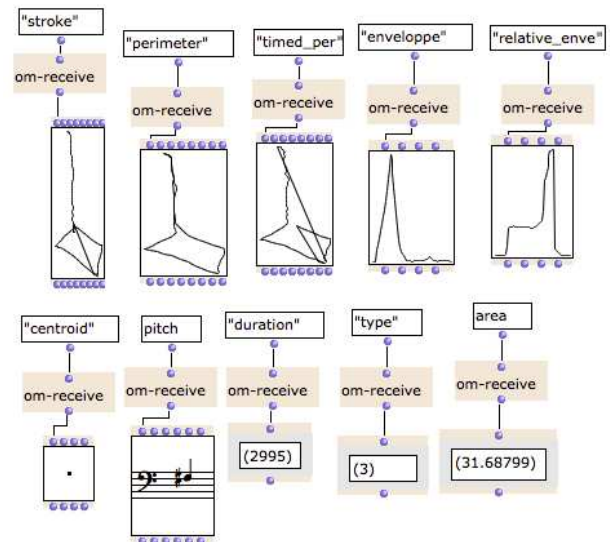 "stroke"
"perimeter"
"timed_per"
"enveloppe"
"relative_enve"
om-receive
om-receive
om-receive
om-receive
om-receive
"centroid"
pitch
"duration"
"type"
area
om-receive
om-receive
om-receive
om-receive
om-receive
(2995)
(3)
(31.68799)